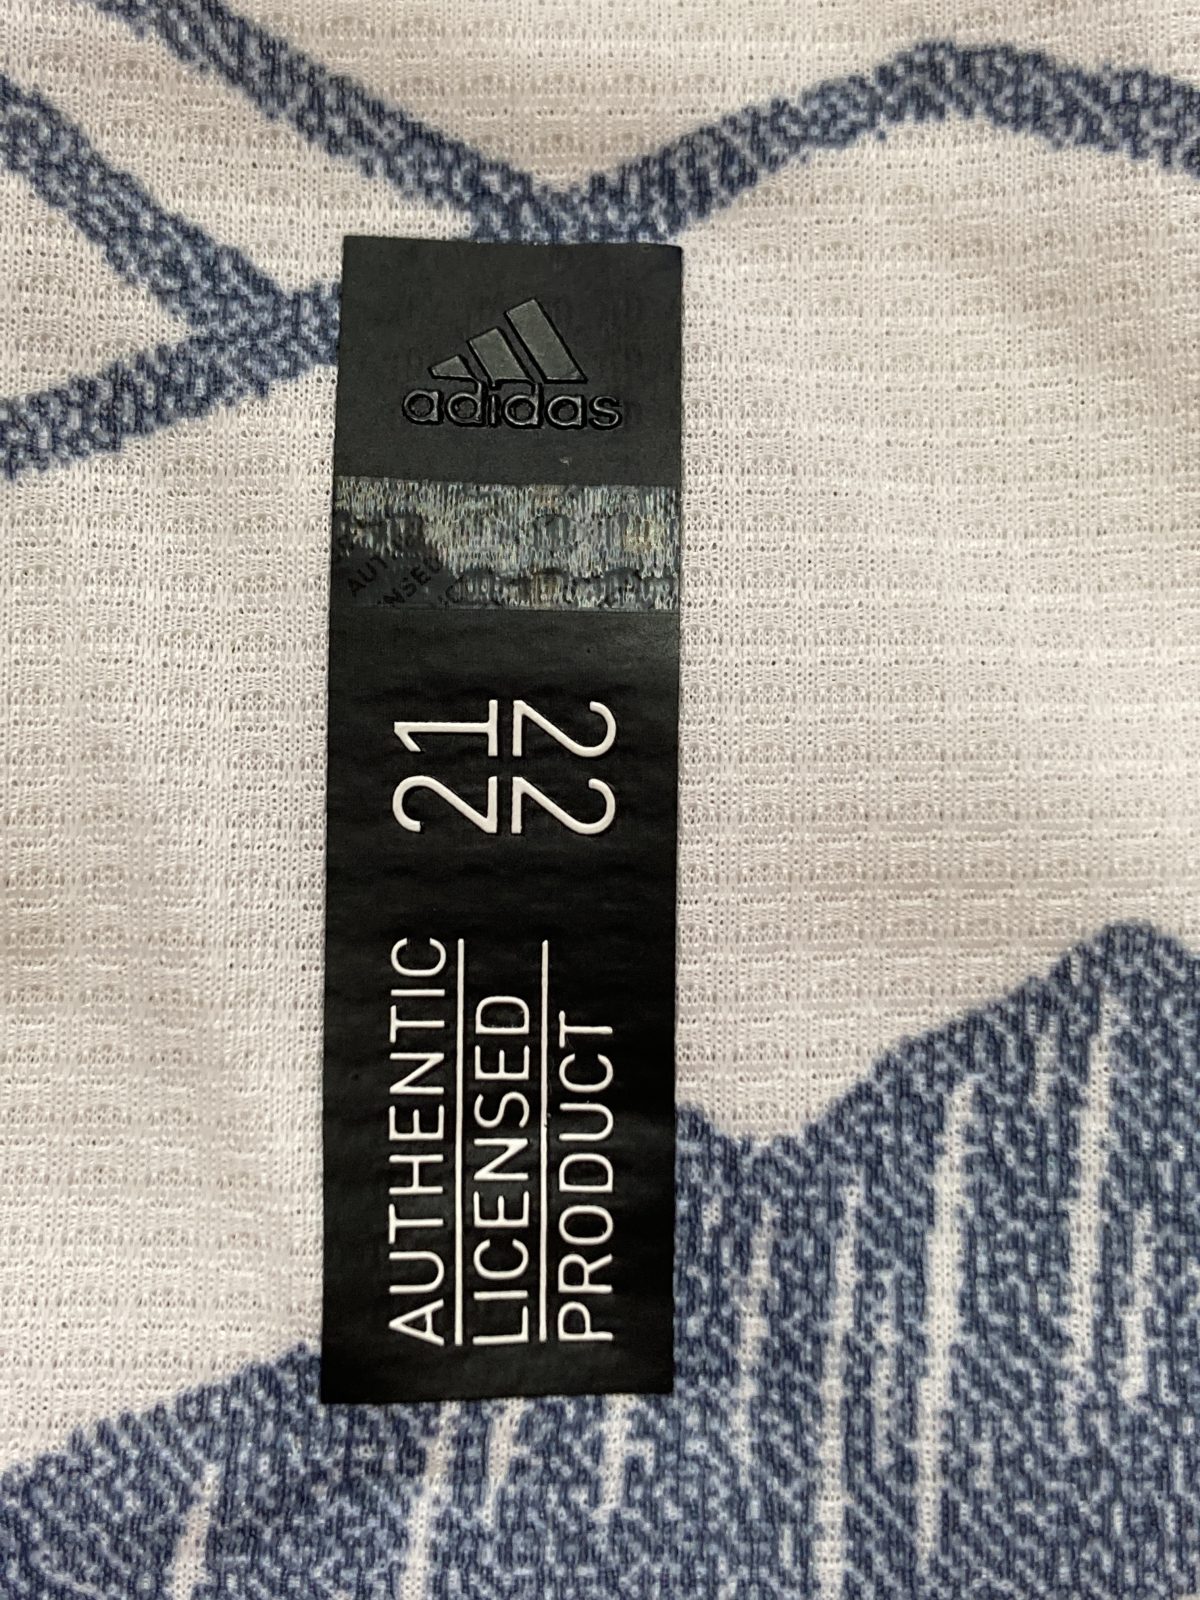 adidas
21
22
AUTHENTIC
LICENSED
PRODUCT